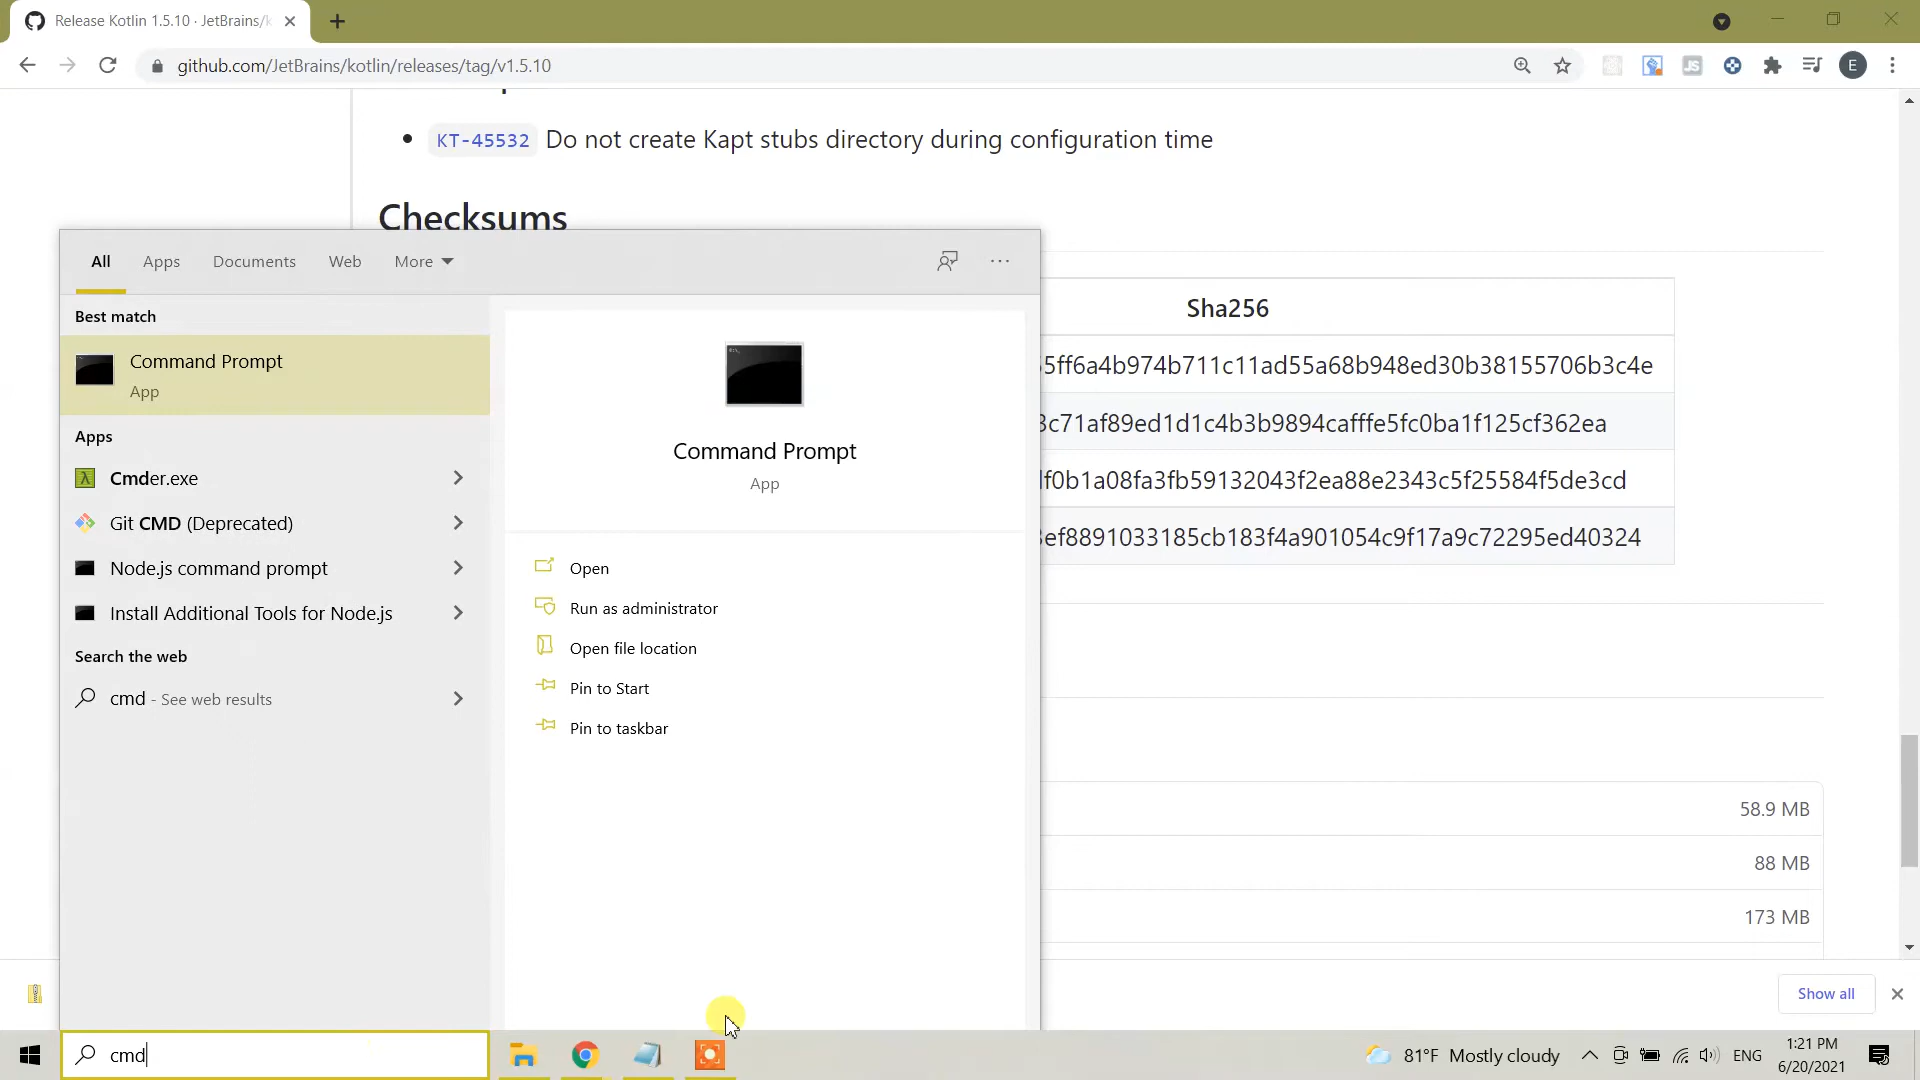 Release Kotlin 1.5.10 · JetBrains/k
github.com/JetBrains/kotlin/releases/tag/v1.5.10
JS
E
KT-45532 Do not create Kapt stubs directory during configuration time
Checksums
All
Apps
Documents
Web
More
Best match
Command Prompt
App
Apps
Cmder.exe
Git CMD (Deprecated)
Node.js command prompt
Install Additional Tools for Node.js
Search the web
cmd - See web results
Command Prompt
App
Open
Run as administrator
Open file location
Pin to Start
Pin to taskbar
Sha256
5ff6a4b974b711c11ad55a68b948ed30b38155706b3c4e
3c71af89ed1d1c4b3b9894cafffe5fc0ba1f125cf362ea
f0b1a08fa3fb59132043f2ea88e2343c5f25584f5de3cd
ef8891033185cb183f4a901054c9f17a9c72295ed40324
58.9 MB
88 MB
173 MB
Show all
cmd
81°F Mostly cloudy
ENG
1:21 PM
6/20/2021